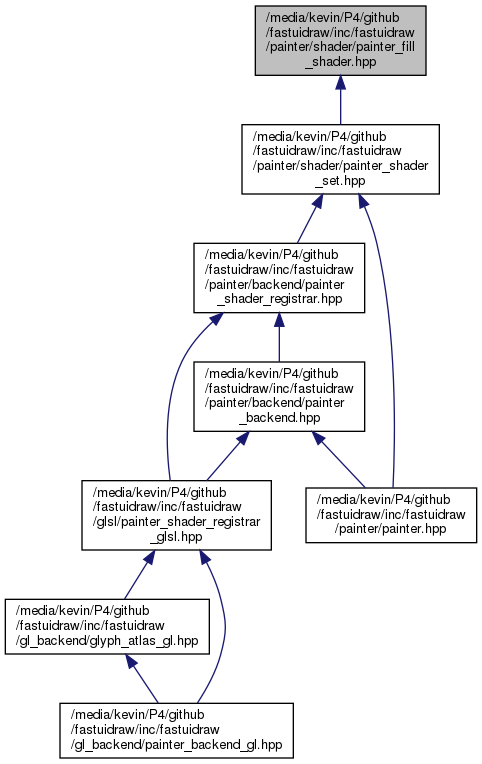 /media/kevin/P4/github
/fastuidraw/inc/fastuidraw
/painter/shader/painter_fill
_shader.hpp
/media/kevin/P4/github
/fastuidraw/inc/fastuidraw
/painter/shader/painter_shader
_set.hpp
/media/kevin/P4/github
/fastuidraw/inc/fastuidraw
/painter/backend/painter
_shader_registrar.hpp
/media/kevin/P4/github
/fastuidraw/inc/fastuidraw
/painter/backend/painter
_backend.hpp
/media/kevin/P4/github
/fastuidraw/inc/fastuidraw
/glsl/painter_shader_registrar
_glsl.hpp
/media/kevin/P4/github
/fastuidraw/inc/fastuidraw
/painter/painter.hpp
/media/kevin/P4/github
/fastuidraw/inc/fastuidraw
/gl_backend/glyph_atlas_gl.hpp
/media/kevin/P4/github
/fastuidraw/inc/fastuidraw
/gl_backend/painter_backend_gl.hpp